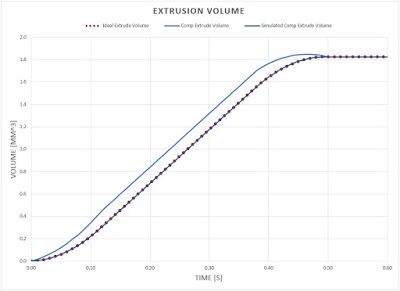 EXTRUSION VOLUME
Ideal Extrude Volume Comp Extrude Volume Simulated Comp Extrude Volume
2.0
1.8
1.6
1.4
1.2
1.0
0.8
0.6
0.4
0.2
0.0
VOLUME [MM^3]
0.00 0.10 0.20 0.30 0.40 0.50 0.60
TIME [S]